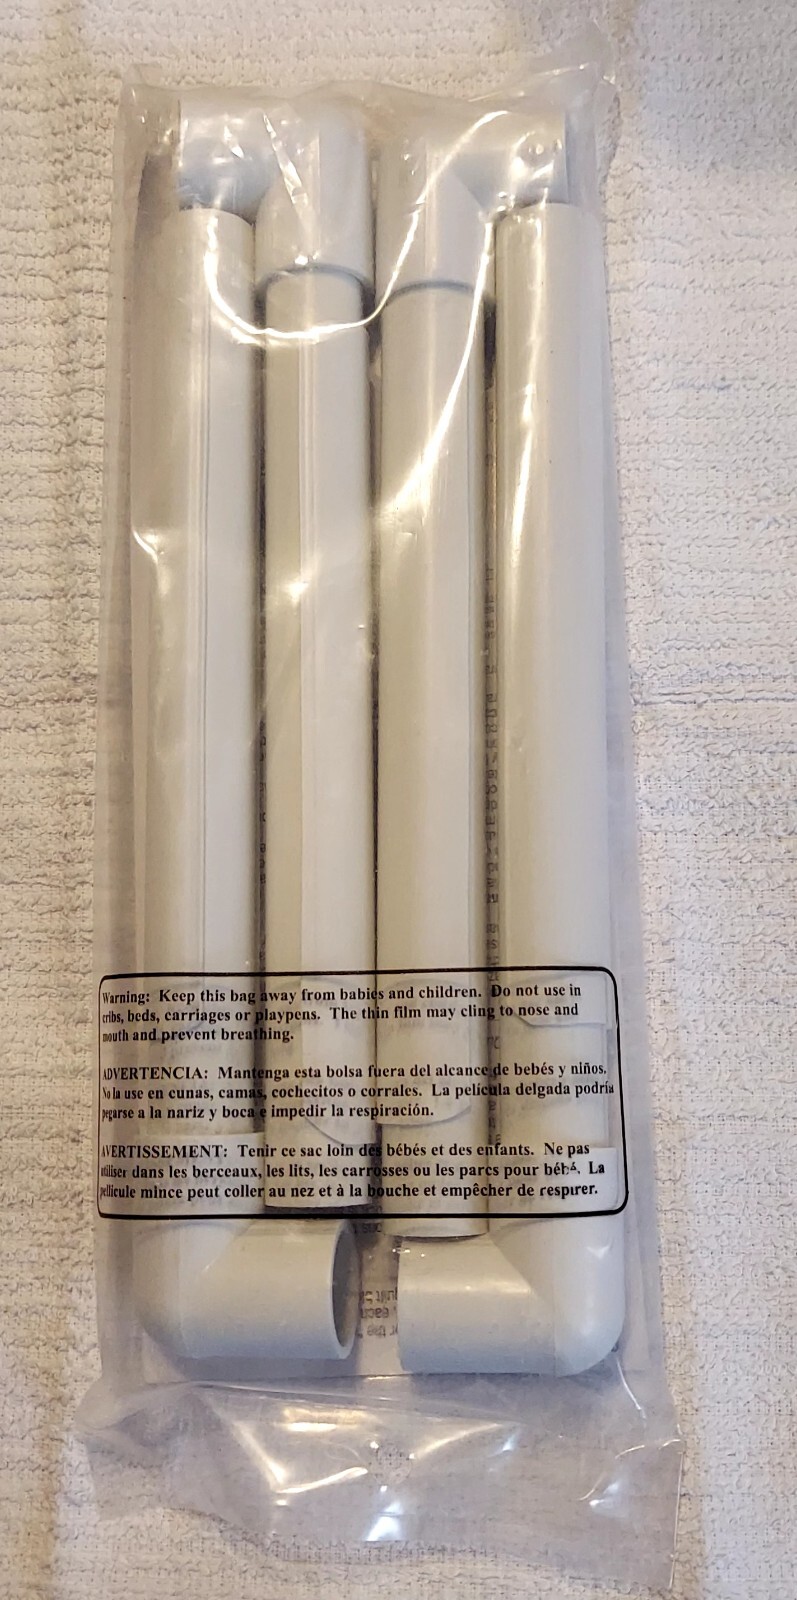 Warning: Keep this bag away from babies and children. Do not use in
cribs, beds, carriages or playpens. The thin film may cling to nose and
mouth and prevent breathing.
ADVERTENCIA: Mantenga esta bolsa fuera del alcance de bebés y niños.
No la use en cunas, camas, cochecitos o corrales. La película delgada podría
pegarse a la nariz y boca e impedir la respiración.
AVERTISSEMENT: Tenir ce sac loin des bébés et des enfants. Ne pas
utiliser dans les berceaux, les lits, les carrosses ou les parcs pour bébé. La
pellicule mince peut coller au nez et à la bouche et empêcher de respirer.